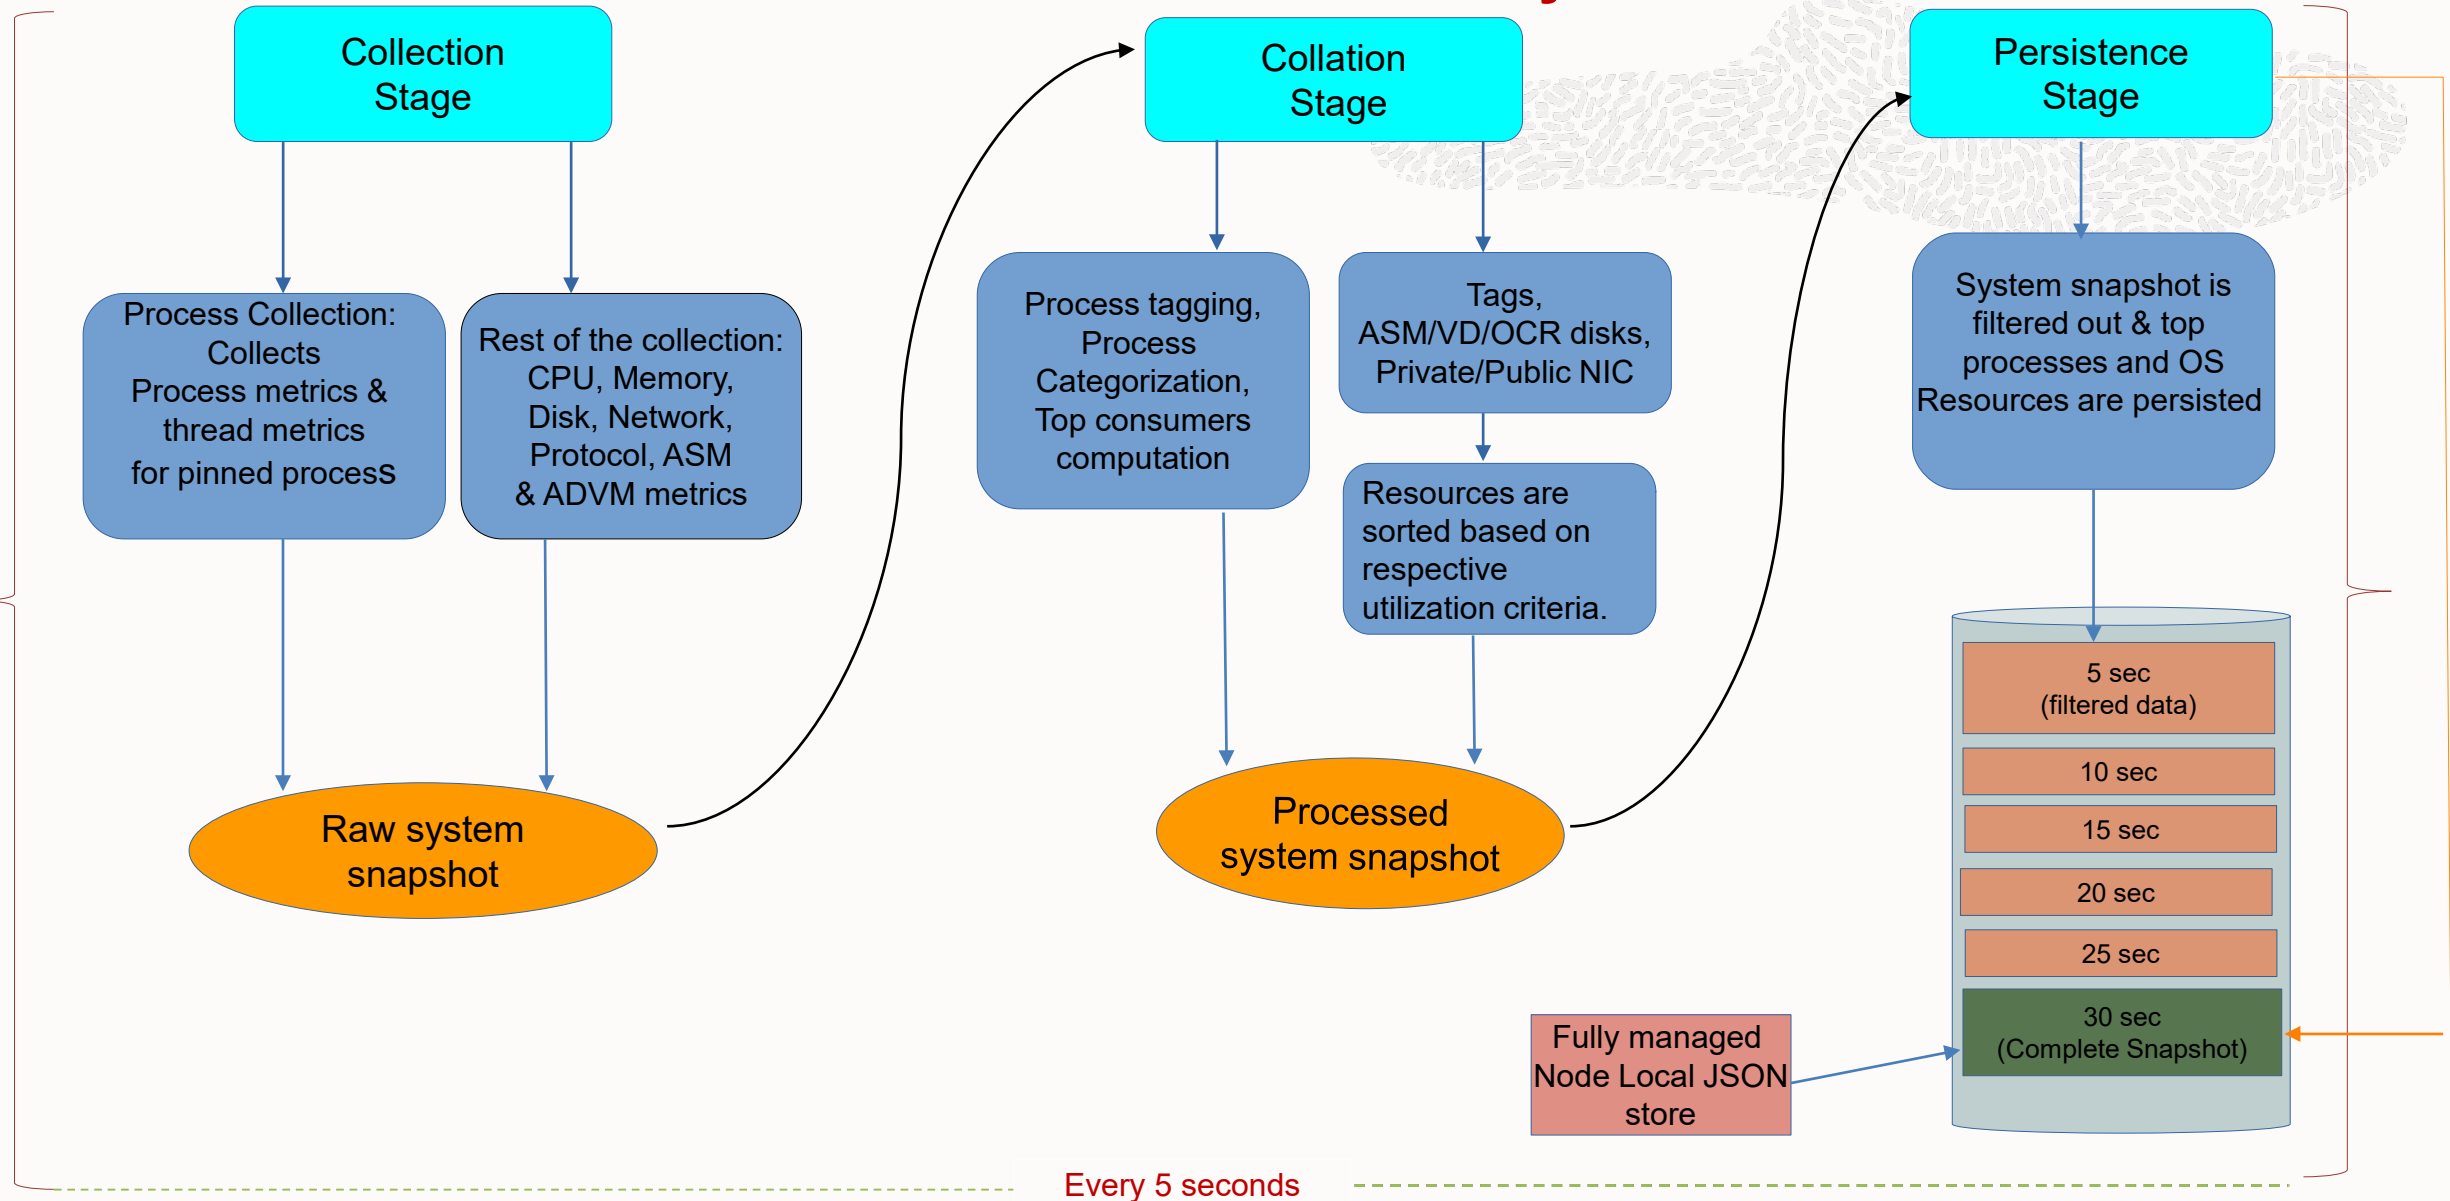 Collection
Stage
Process Collection:
Collects
Process metrics &
thread metrics
for pinned process
Rest of the collection:
CPU, Memory,
Disk, Network,
Protocol, ASM
& ADVM metrics
Raw system
snapshot
Collation
Stage
Process tagging,
Process
Categorization,
Top consumers
computation
Tags,
ASM/VD/OCR disks,
Private/Public NIC
Resources are
sorted based on
respective
utilization criteria.
Processed
system snapshot
Persistence
Stage
System snapshot is
filtered out & top
processes and OS
Resources are persisted
5 sec
(filtered data)
10 sec
15 sec
20 sec
25 sec
30 sec
(Complete Snapshot)
Fully managed
Node Local JSON
store
Every 5 seconds